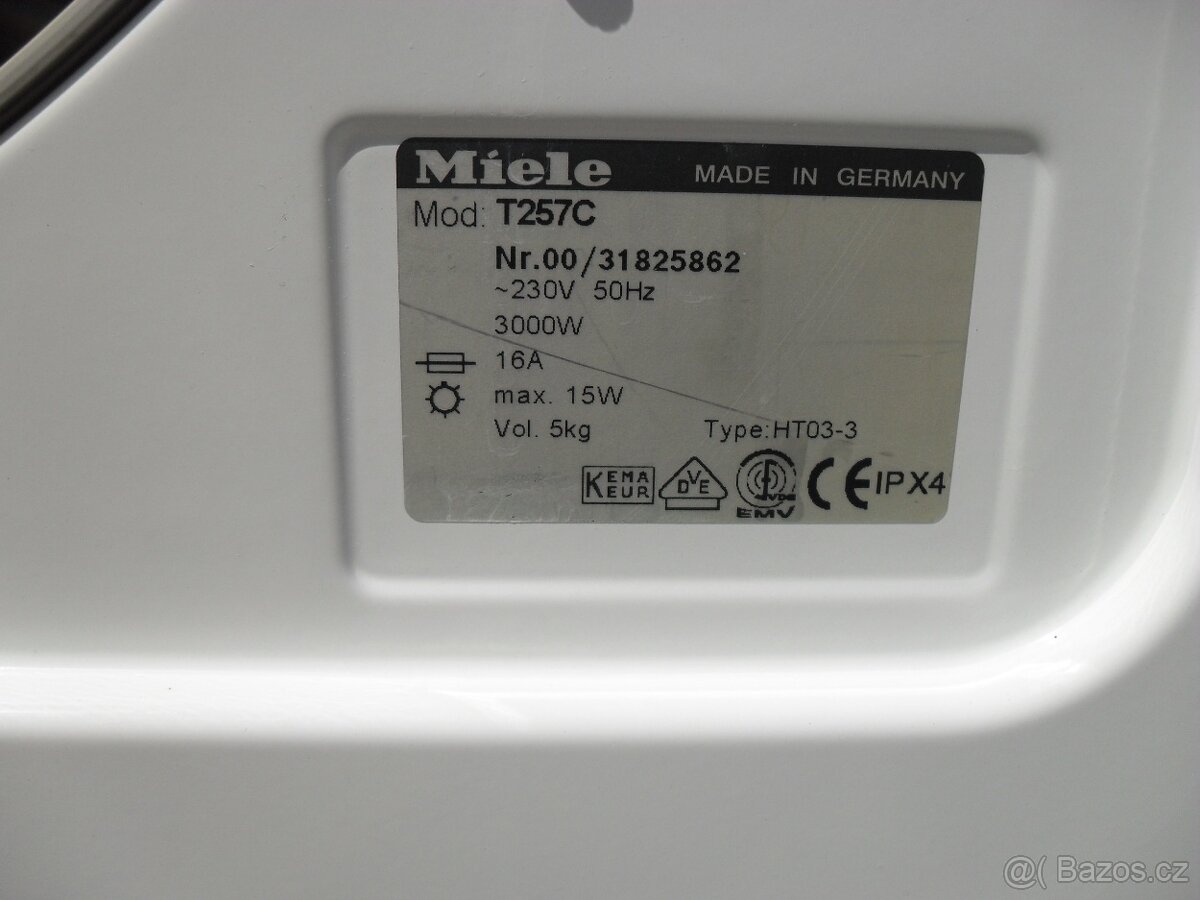 Miele MADE IN GERMANY
Mod: T257C
Nr.00/31825862
~230V 50Hz
3000W
16A
max. 15W
Vol. 5kg Type:HT03-3
KEMA KEUR DVE VDE EMV CE IPX4
@( Bazos.cz